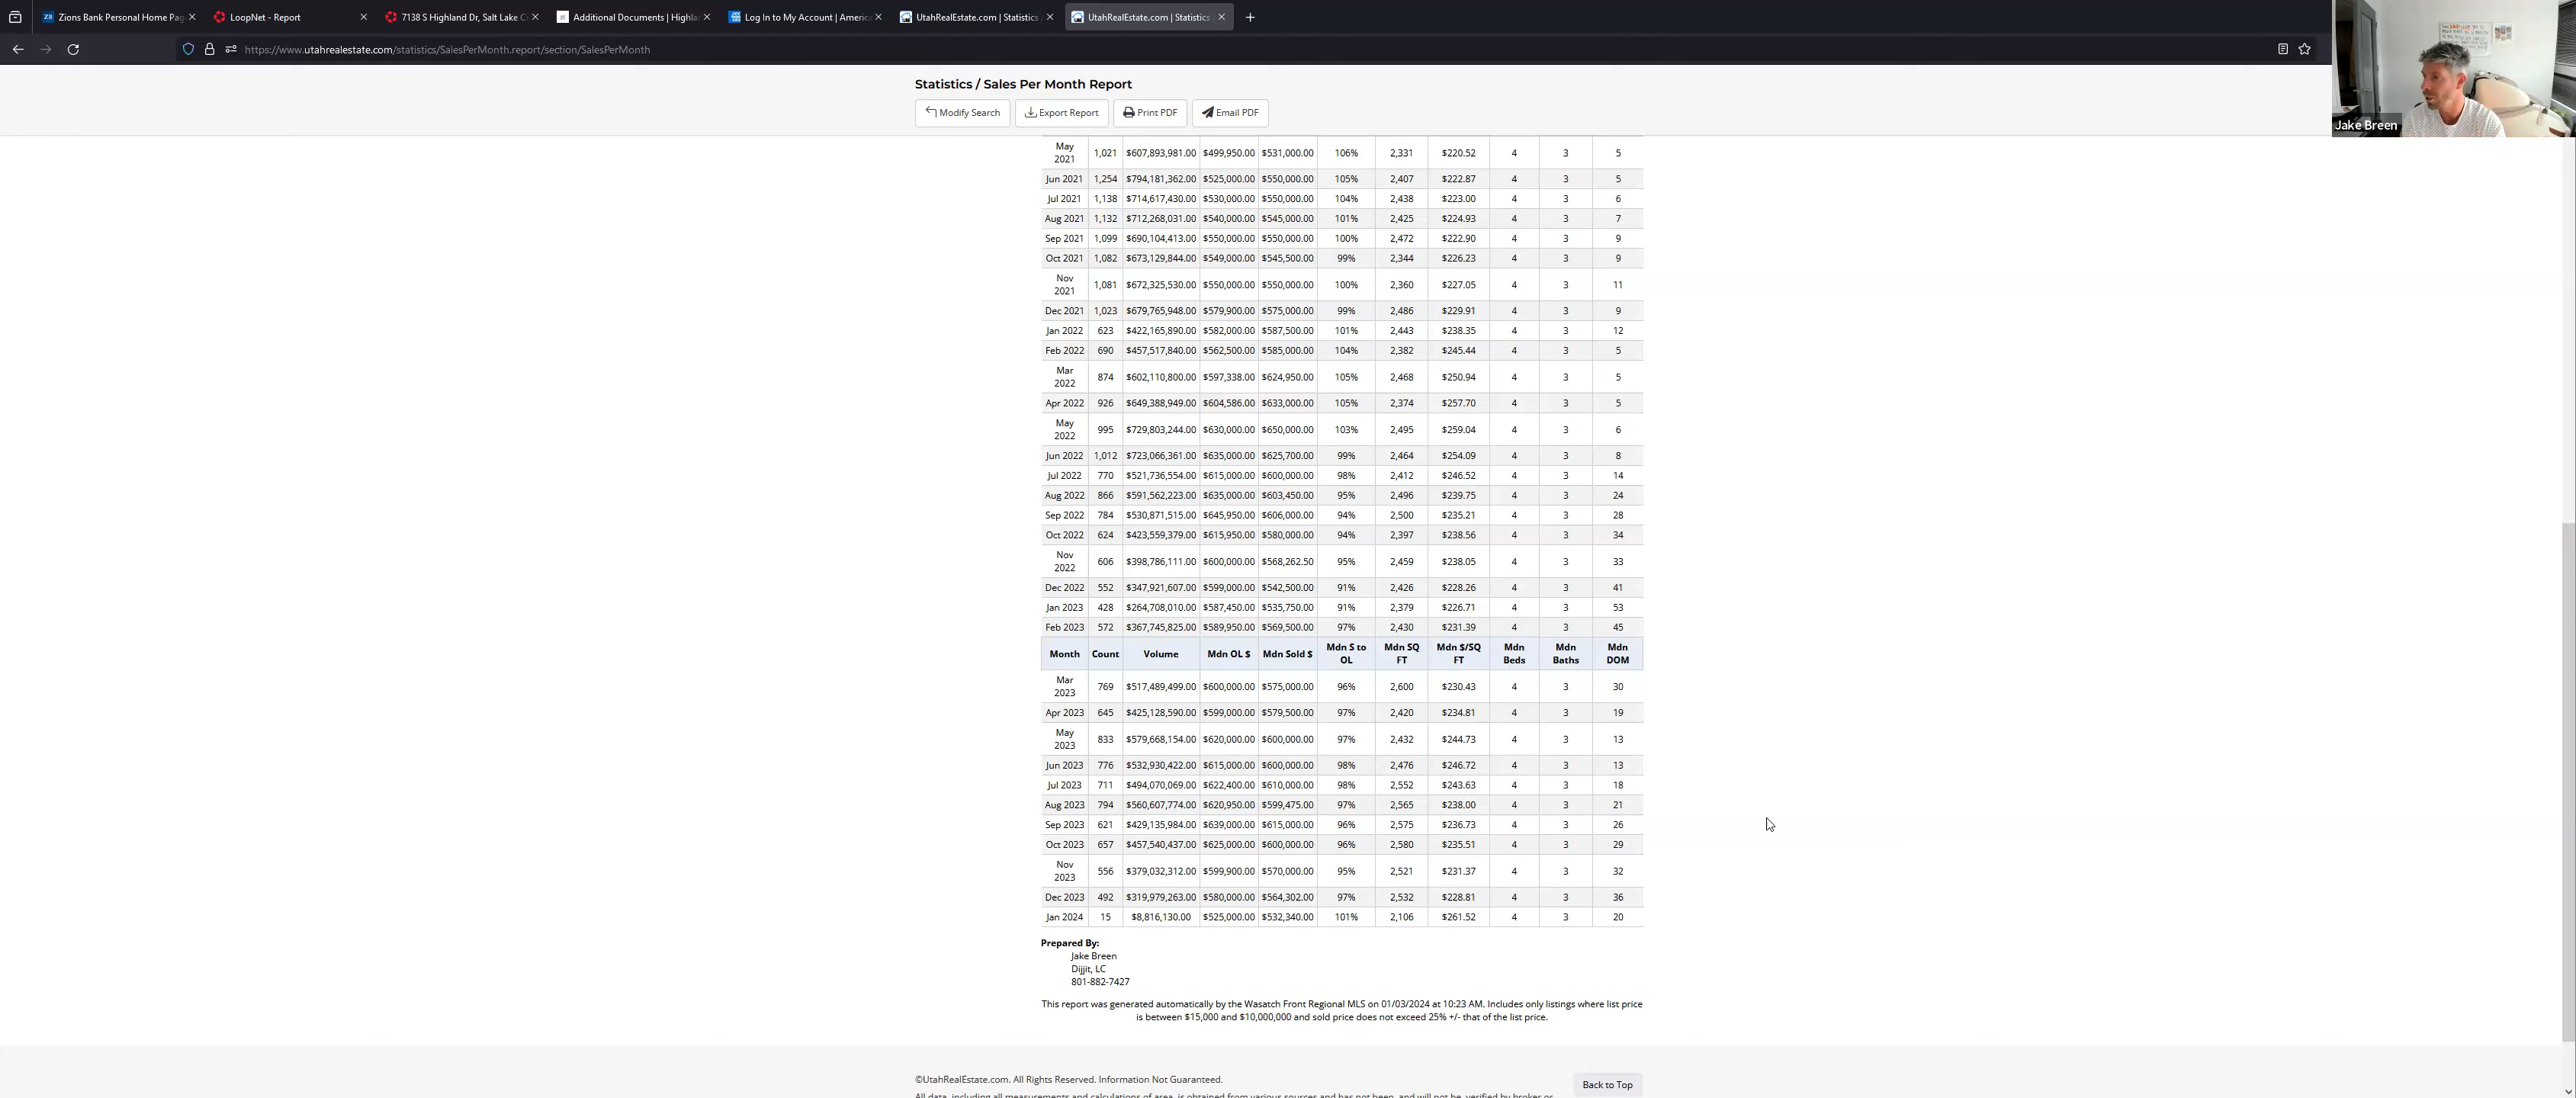 Zions Bank Personal Home Pag
LoopNet - Report
7138 S Highland Dr, Salt Lake Ci
Additional Documents | Highla
Log In to My Account | America
UtahRealEstate.com | Statistics
UtahRealEstate.com | Statistics
https://www.utahrealestate.com/statistics/SalesPerMonth.report/section/SalesPerMonth
Jake Breen
Statistics / Sales Per Month Report
Modify Search Export Report Print PDF Email PDF
May 2021 1,021 $607,893,981.00 $499,950.00 $531,000.00 106% 2,331 $220.52 4 3 5
Jun 2021 1,254 $794,181,362.00 $525,000.00 $550,000.00 105% 2,407 $222.87 4 3 5
Jul 2021 1,138 $714,617,430.00 $530,000.00 $550,000.00 104% 2,438 $223.00 4 3 6
Aug 2021 1,132 $712,268,031.00 $540,000.00 $545,000.00 101% 2,425 $224.93 4 3 7
Sep 2021 1,099 $690,104,413.00 $550,000.00 $550,000.00 100% 2,472 $222.90 4 3 9
Oct 2021 1,082 $673,129,844.00 $549,000.00 $545,500.00 99% 2,344 $226.23 4 3 9
Nov 2021 1,081 $672,325,530.00 $550,000.00 $550,000.00 100% 2,360 $227.05 4 3 11
Dec 2021 1,023 $679,765,948.00 $579,900.00 $575,000.00 99% 2,486 $229.91 4 3 9
Jan 2022 623 $422,165,890.00 $582,000.00 $587,500.00 101% 2,443 $238.35 4 3 12
Feb 2022 690 $457,517,840.00 $562,500.00 $585,000.00 104% 2,382 $245.44 4 3 5
Mar 2022 874 $602,110,800.00 $597,338.00 $624,950.00 105% 2,468 $250.94 4 3 5
Apr 2022 926 $649,388,949.00 $604,586.00 $633,000.00 105% 2,374 $257.70 4 3 5
May 2022 995 $729,803,244.00 $630,000.00 $650,000.00 103% 2,495 $259.04 4 3 6
Jun 2022 1,012 $723,066,361.00 $635,000.00 $625,700.00 99% 2,464 $254.09 4 3 8
Jul 2022 770 $521,736,554.00 $615,000.00 $600,000.00 98% 2,412 $246.52 4 3 14
Aug 2022 866 $591,562,223.00 $635,000.00 $603,450.00 95% 2,496 $239.75 4 3 24
Sep 2022 784 $530,871,515.00 $645,950.00 $606,000.00 94% 2,500 $235.21 4 3 28
Oct 2022 624 $423,559,379.00 $615,950.00 $580,000.00 94% 2,397 $238.56 4 3 34
Nov 2022 606 $398,786,111.00 $600,000.00 $568,262.50 95% 2,459 $238.05 4 3 33
Dec 2022 552 $347,921,607.00 $599,000.00 $542,500.00 91% 2,426 $228.26 4 3 41
Jan 2023 428 $264,708,010.00 $587,450.00 $535,750.00 91% 2,379 $226.71 4 3 53
Feb 2023 572 $367,745,825.00 $589,950.00 $569,500.00 97% 2,430 $231.39 4 3 45
Month Count Volume Mdn OL $ Mdn Sold $ Mdn S to OL Mdn SQ FT Mdn $/SQ FT Mdn Beds Mdn Baths Mdn DOM
Mar 2023 769 $517,489,499.00 $600,000.00 $575,000.00 96% 2,600 $230.43 4 3 30
Apr 2023 645 $425,128,590.00 $599,000.00 $579,500.00 97% 2,420 $234.81 4 3 19
May 2023 833 $579,668,154.00 $620,000.00 $600,000.00 97% 2,432 $244.73 4 3 13
Jun 2023 776 $532,930,422.00 $615,000.00 $600,000.00 98% 2,476 $246.72 4 3 13
Jul 2023 711 $494,070,069.00 $622,400.00 $610,000.00 98% 2,552 $243.63 4 3 18
Aug 2023 794 $560,607,774.00 $620,950.00 $599,475.00 97% 2,565 $238.00 4 3 21
Sep 2023 621 $429,135,984.00 $639,000.00 $615,000.00 96% 2,575 $236.73 4 3 26
Oct 2023 657 $457,540,437.00 $625,000.00 $600,000.00 96% 2,580 $235.51 4 3 29
Nov 2023 556 $379,032,312.00 $599,900.00 $570,000.00 95% 2,521 $231.37 4 3 32
Dec 2023 492 $319,979,263.00 $580,000.00 $564,302.00 97% 2,532 $228.81 4 3 36
Jan 2024 15 $8,816,130.00 $525,000.00 $532,340.00 101% 2,106 $261.52 4 3 20
Prepared By:
Jake Breen
Dijjit, LC
801-882-7427
This report was generated automatically by the Wasatch Front Regional MLS on 01/03/2024 at 10:23 AM. Includes only listings where list price
is between $15,000 and $10,000,000 and sold price does not exceed 25% +/- that of the list price.
©UtahRealEstate.com. All Rights Reserved. Information Not Guaranteed.
Back to Top
All data, including all measurements and calculations of area, is obtained from various sources and has not been, and will not be, verified by broker or